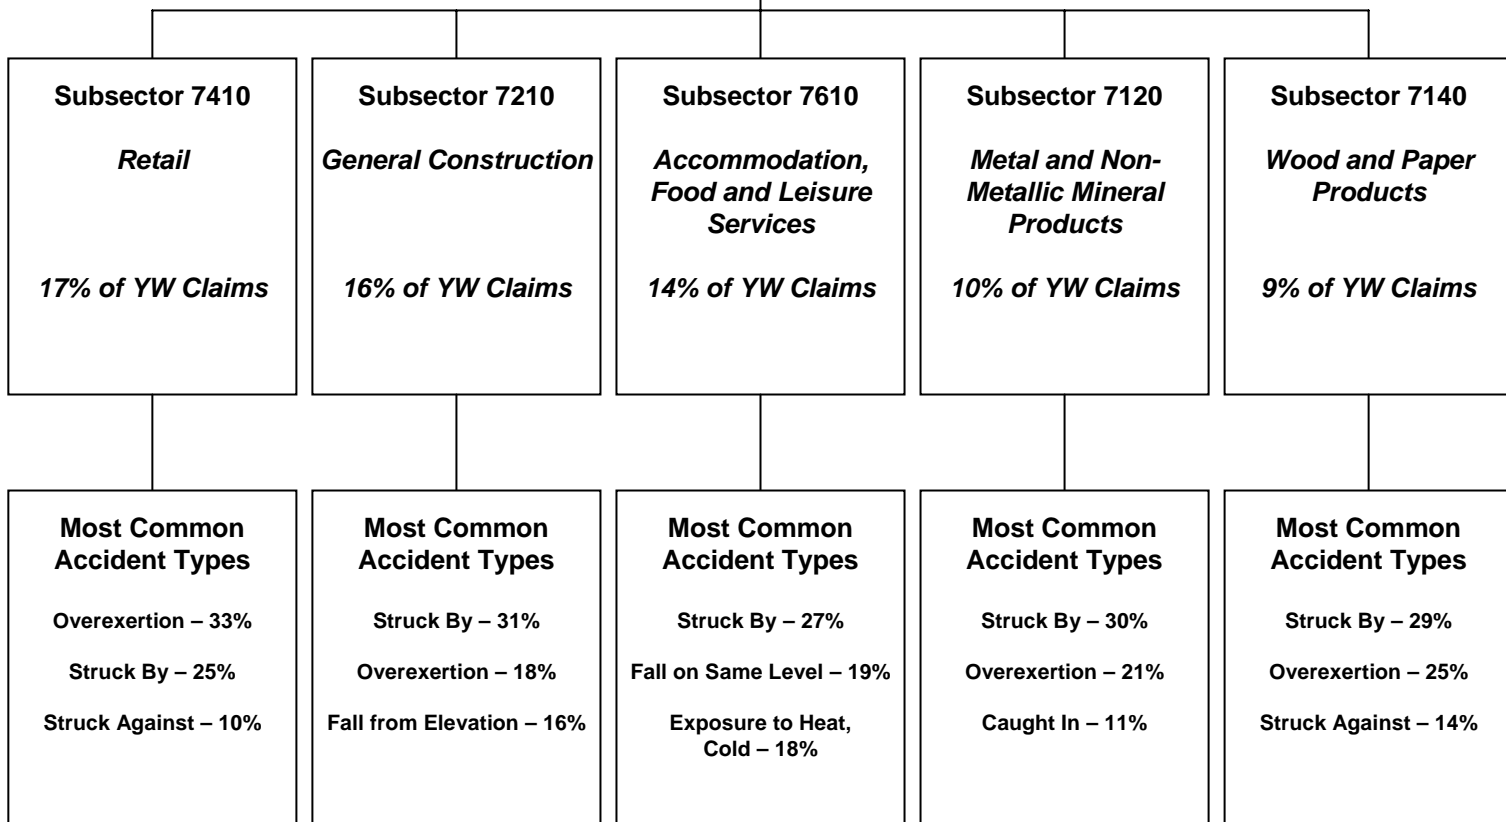 Subsector 7410
Retail
17% of YW Claims
Subsector 7210
General Construction
16% of YW Claims
Subsector 7610
Accommodation,
Food and Leisure
Services
14% of YW Claims
Subsector 7120
Metal and Non-
Metallic Mineral
Products
10% of YW Claims
Subsector 7140
Wood and Paper
Products
9% of YW Claims
Most Common
Accident Types
Overexertion – 33%
Struck By – 25%
Struck Against – 10%
Most Common
Accident Types
Struck By – 31%
Overexertion – 18%
Fall from Elevation – 16%
Most Common
Accident Types
Struck By – 27%
Fall on Same Level – 19%
Exposure to Heat,
Cold – 18%
Most Common
Accident Types
Struck By – 30%
Overexertion – 21%
Caught In – 11%
Most Common
Accident Types
Struck By – 29%
Overexertion – 25%
Struck Against – 14%